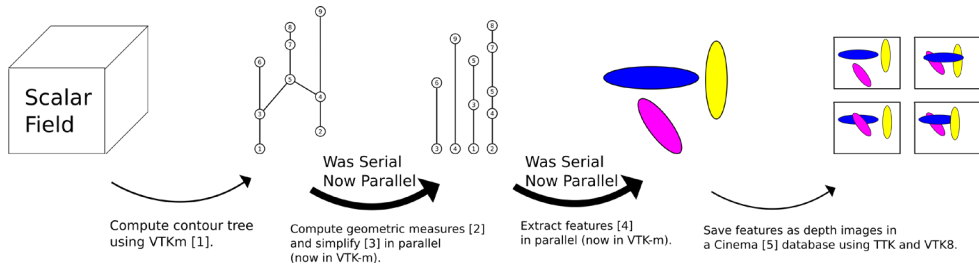 Scalar
Field
9
8
7
6
5
4
3
2
1
8
9
7
5
6
5
3
4
3
4
1
2
Was Serial
Now Parallel
Was Serial
Now Parallel
Compute contour tree
using VTKm [1].
Compute geometric measures [2]
and simplify [3] in parallel
(now in VTK-m).
Extract features [4]
in parallel (now in VTK-m).
Save features as depth images in
a Cinema [5] database using TTK and VTK8.